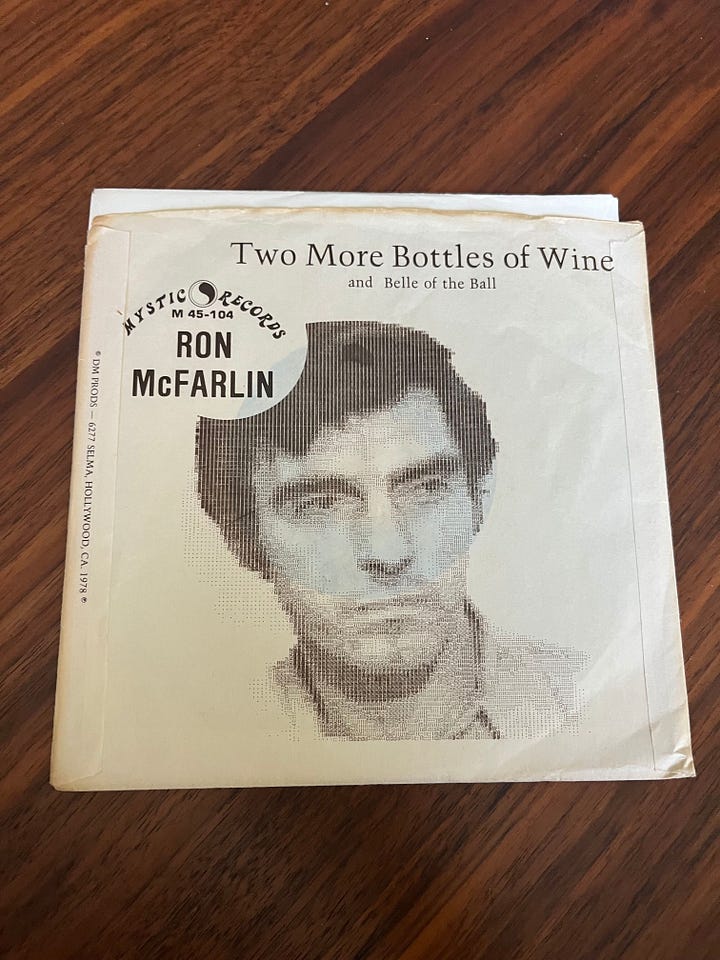 Two More Bottles of Wine
and Belle of the Ball
MYSTIC RECORDS
M 45-104
RON
McFARLIN
℗ DM PRODS — 6277 SELMA, HOLLYWOOD, CA. 1978 ℗